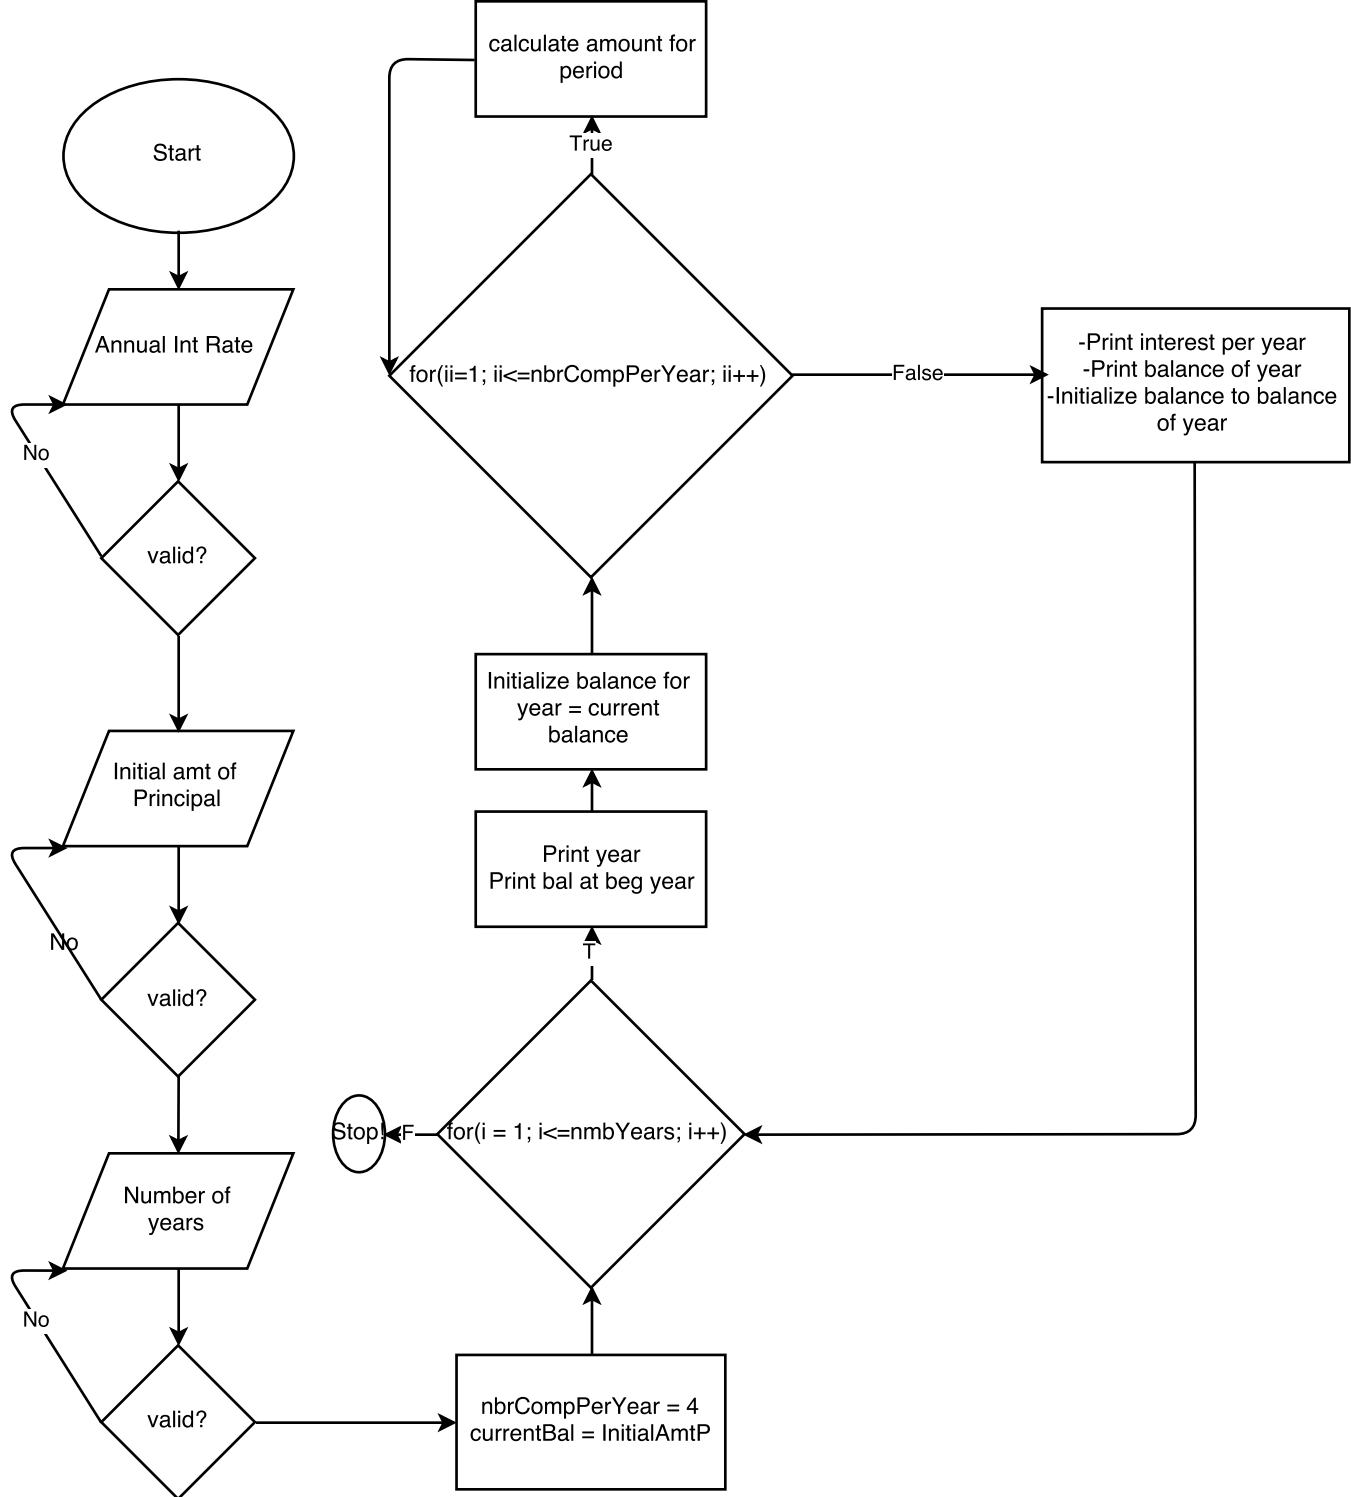 Start
Annual Int Rate
No
valid?
Initial amt of
Principal
No
valid?
Number of
years
No
valid?
nbrCompPerYear = 4
currentBal = InitialAmtP
for(i = 1; i<=nmbYears; i++)
F
Stop!
T
Print year
Print bal at beg year
Initialize balance for
year = current
balance
for(ii=1; ii<=nbrCompPerYear; ii++)
True
calculate amount for
period
False
-Print interest per year
-Print balance of year
-Initialize balance to balance
of year